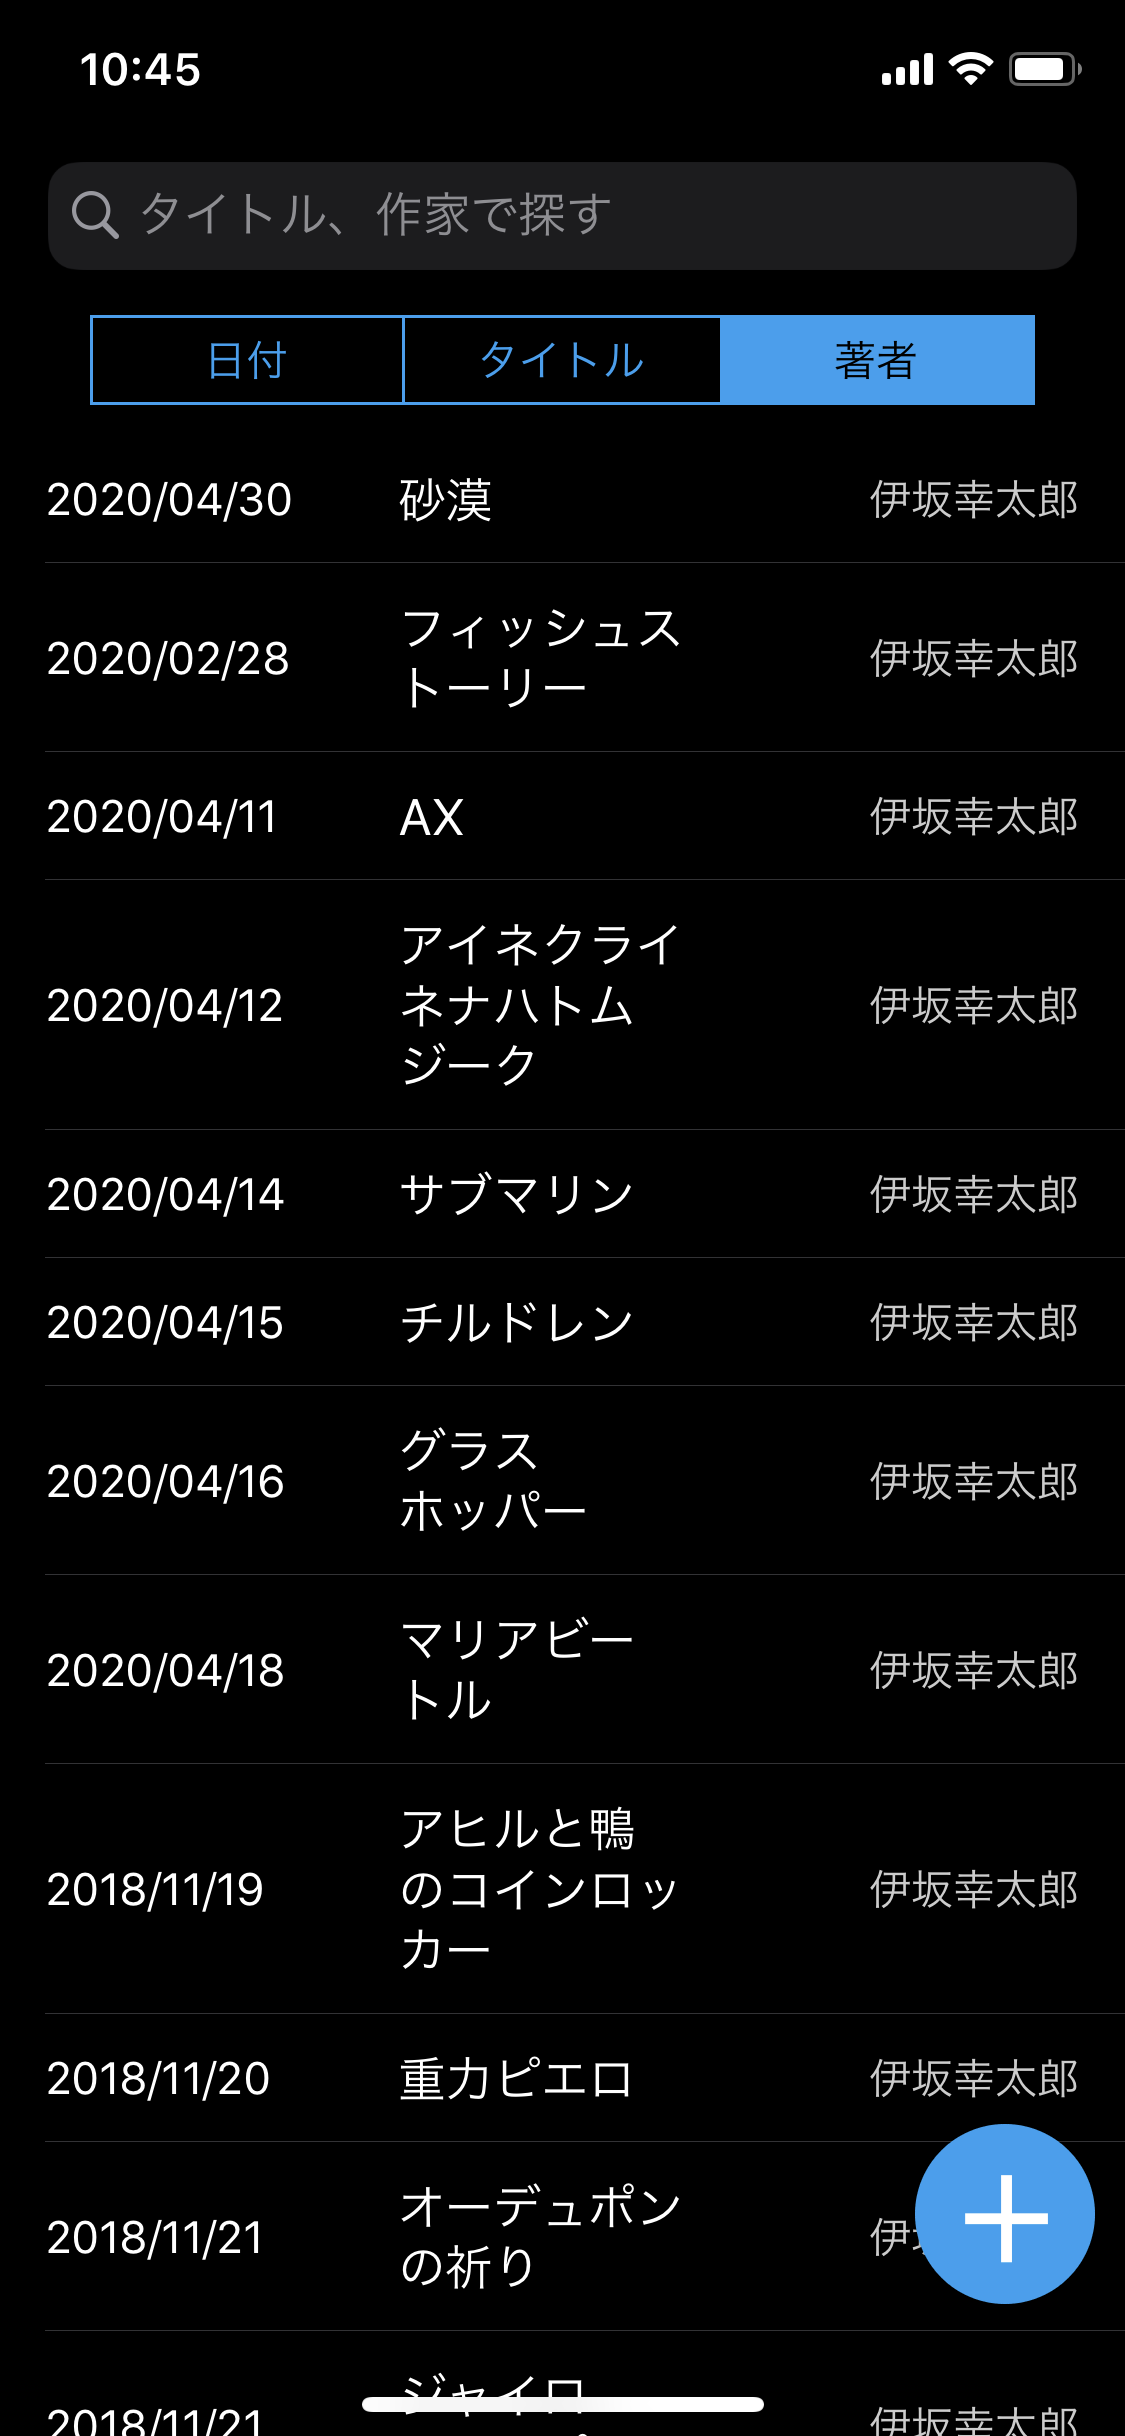 10:45
タイトル、作家で探す
日付 タイトル 著者
2020/04/30 砂漠 伊坂幸太郎
2020/02/28 フィッシュス
トーリー 伊坂幸太郎
2020/04/11 AX 伊坂幸太郎
2020/04/12 アイネクライ
ネナハトム
ジーク 伊坂幸太郎
2020/04/14 サブマリン 伊坂幸太郎
2020/04/15 チルドレン 伊坂幸太郎
2020/04/16 グラス
ホッパー 伊坂幸太郎
2020/04/18 マリアビー
トル 伊坂幸太郎
2018/11/19 アヒルと鴨
のコインロッ
カー 伊坂幸太郎
2018/11/20 重力ピエロ 伊坂幸太郎
2018/11/21 オーデュポン
の祈り 伊
2018/11/21 ジャイロ 伊坂幸太郎